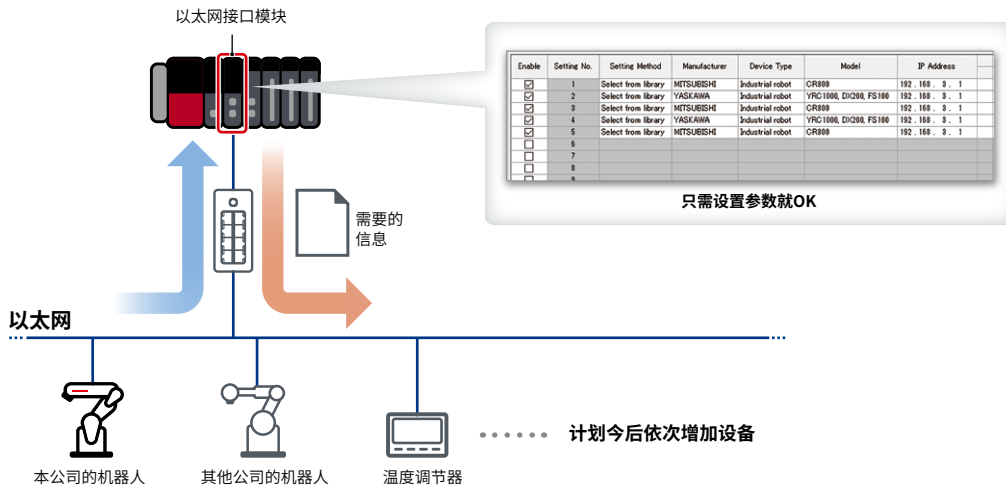 以太网接口模块
Enable Setting No. Setting Method Manufacturer Device Type Model IP Address
1 Select from library MITSUBISHI Industrial robot CR800 192 . 168 . 3 . 1
2 Select from library YASKAWA Industrial robot YRC1000, DX200, FS100 192 . 168 . 3 . 1
3 Select from library MITSUBISHI Industrial robot CR800 192 . 168 . 3 . 1
4 Select from library YASKAWA Industrial robot YRC1000, DX200, FS100 192 . 168 . 3 . 1
5 Select from library MITSUBISHI Industrial robot CR800 192 . 168 . 3 . 1
6
7
8
9
只需设置参数就OK
需要的
信息
以太网
计划今后依次增加设备
本公司的机器人
其他公司的机器人
温度调节器